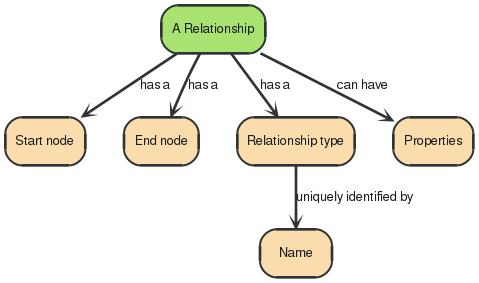 A Relationship
has a
has a
has a
can have
Start node
End node
Relationship type
Properties
uniquely identified by
Name